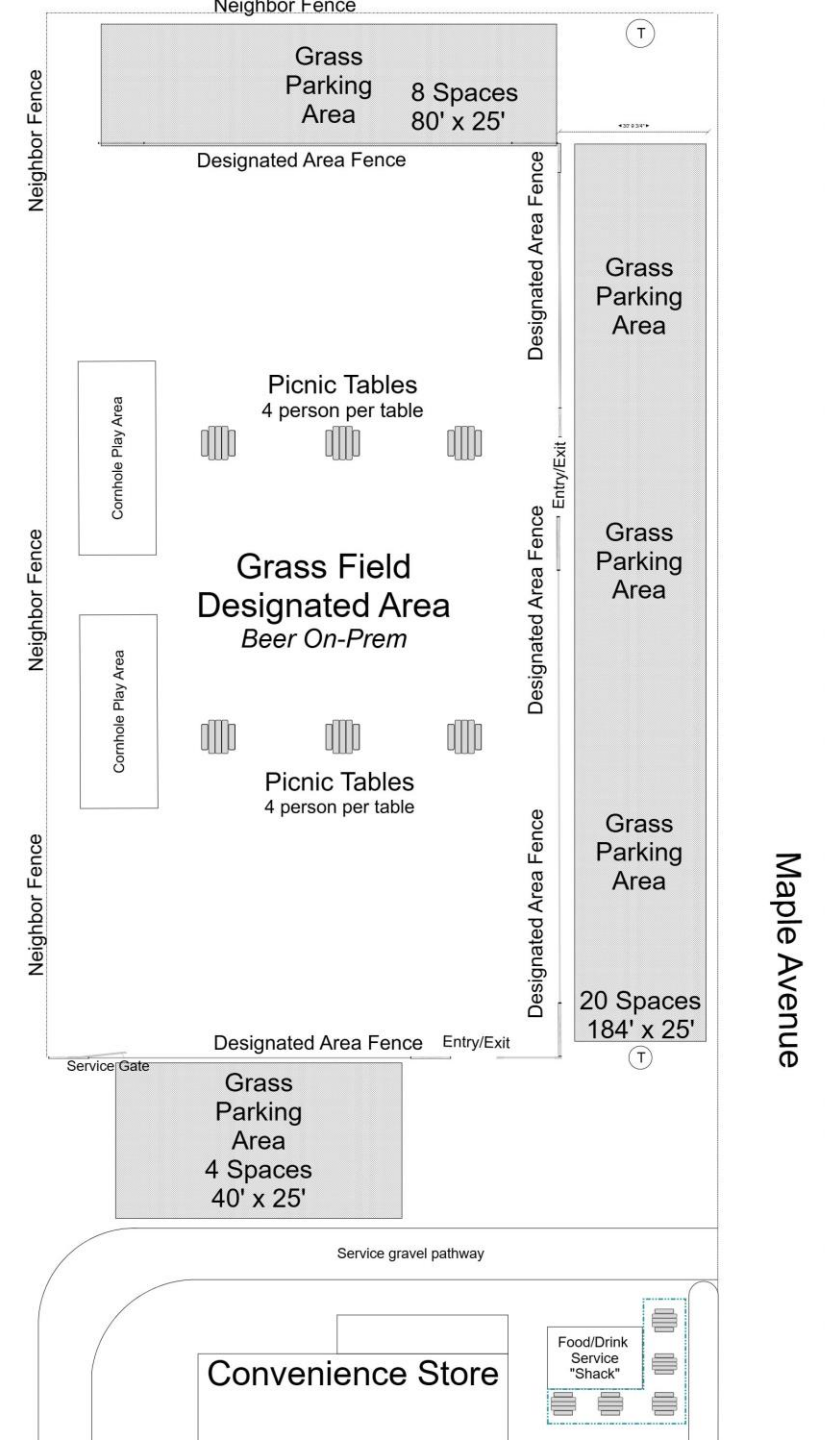 Neighbor Fence
T
Grass
Parking
Area
8 Spaces
80' x 25'
Neighbor Fence
Designated Area Fence
Designated Area Fence
Grass
Parking
Area
Picnic Tables
4 person per table
Cornhole Play Area
Entry/Exit
Grass
Parking
Area
Neighbor Fence
Grass Field
Designated Area
Beer On-Prem
Designated Area Fence
Cornhole Play Area
Picnic Tables
4 person per table
Grass
Parking
Area
Neighbor Fence
Designated Area Fence
Maple Avenue
20 Spaces
184' x 25'
Designated Area Fence
Entry/Exit
T
Service Gate
Grass
Parking
Area
4 Spaces
40' x 25'
Service gravel pathway
Food/Drink
Service
"Shack"
Convenience Store